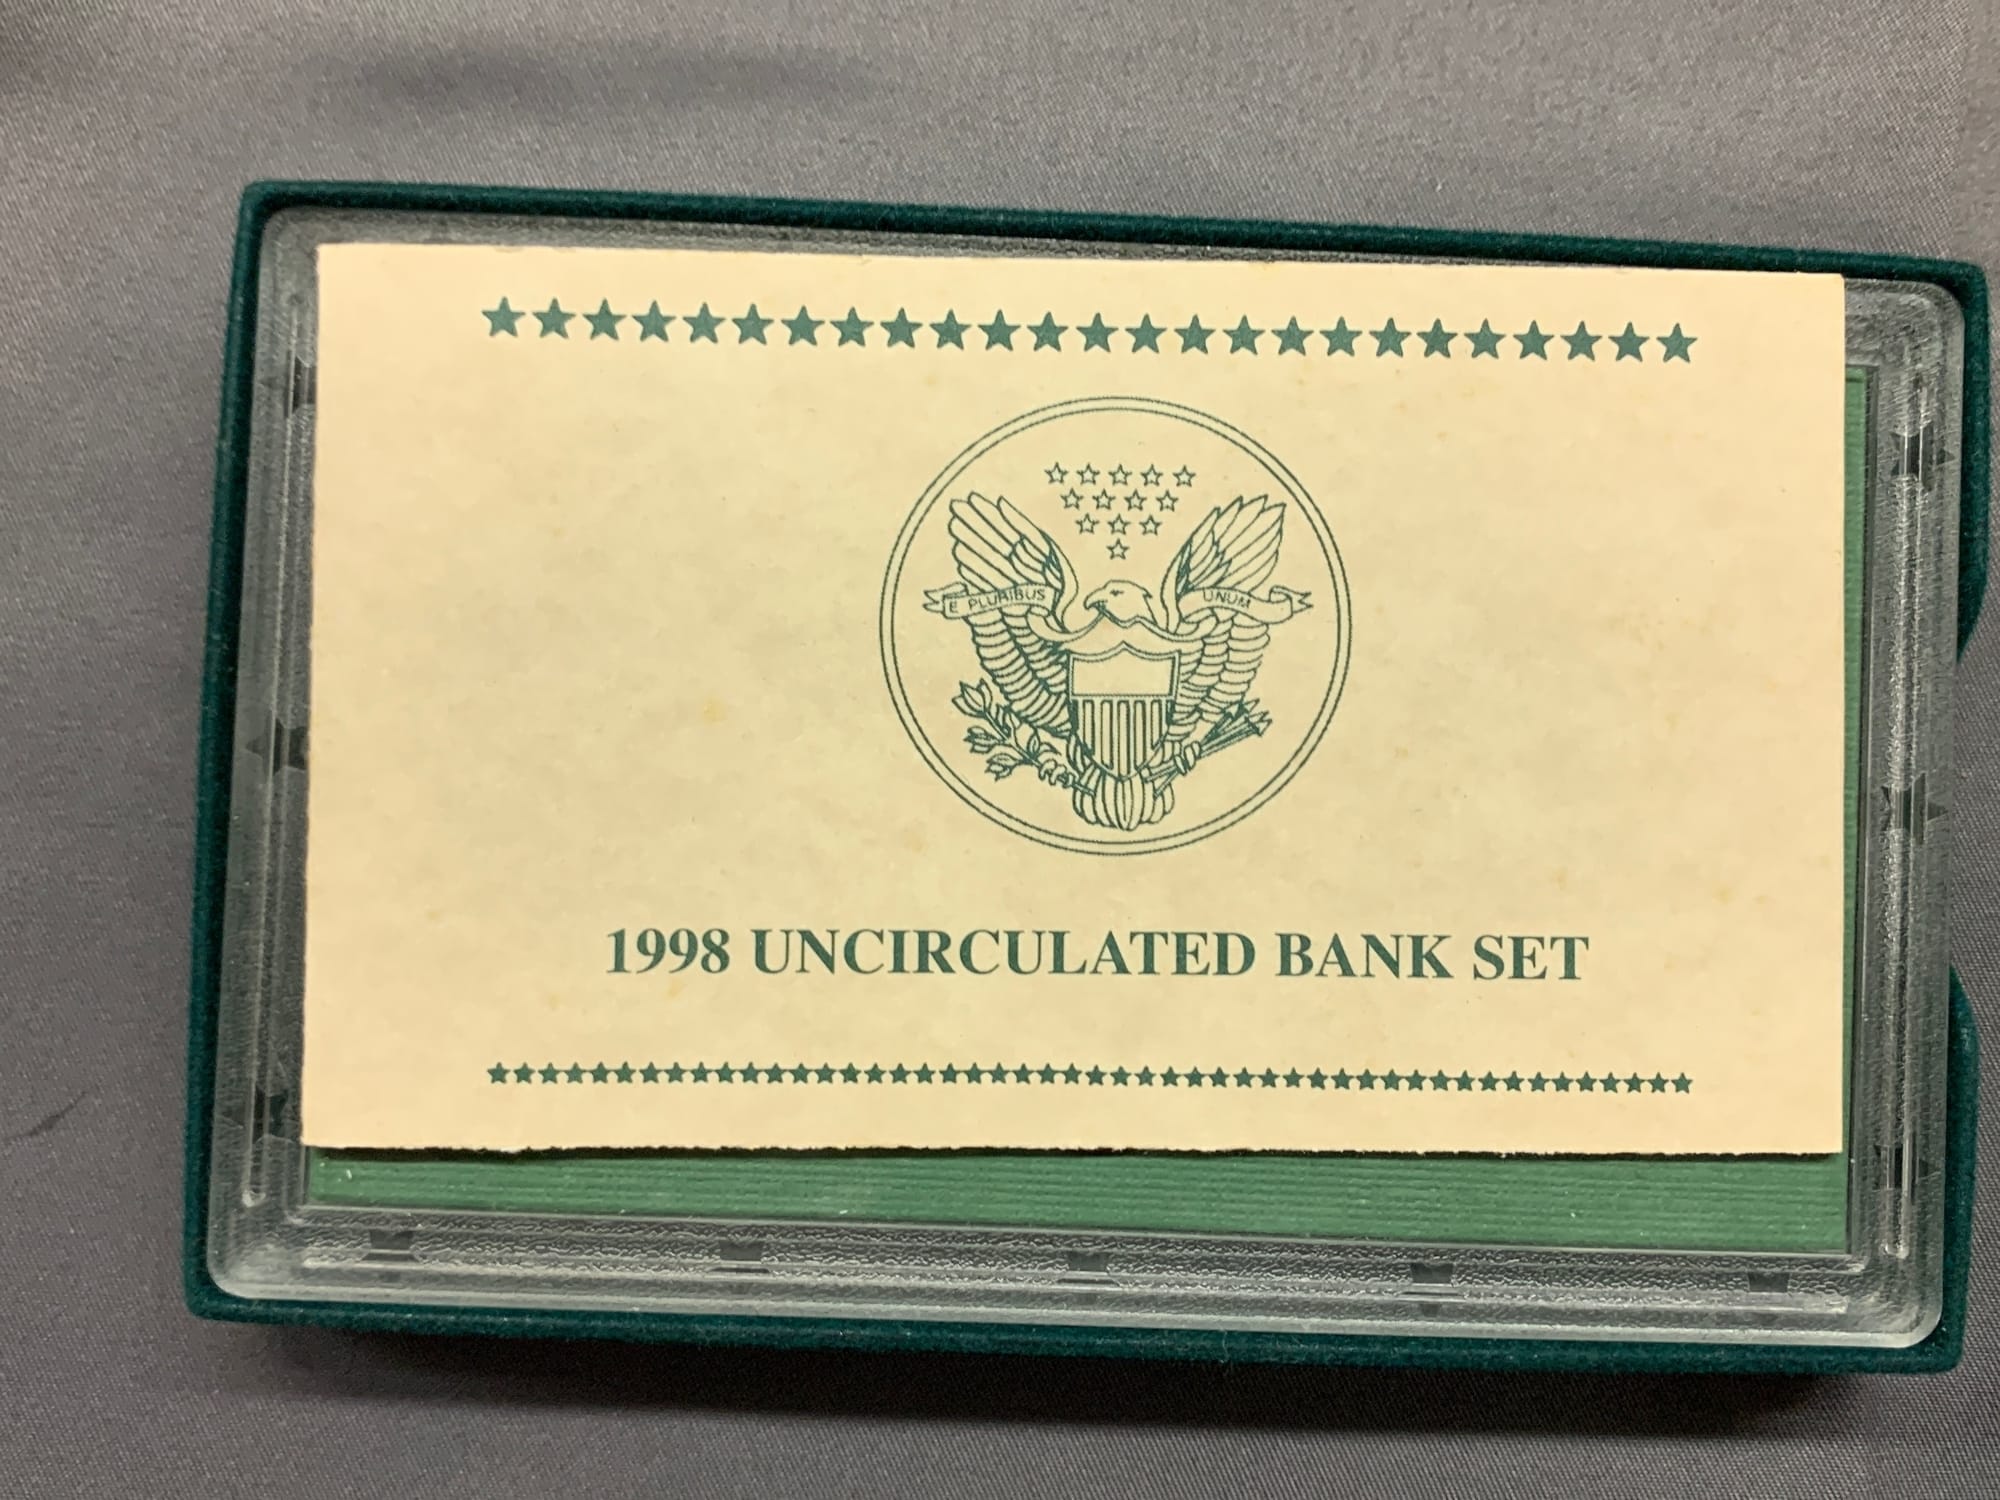 E PLURIBUS UNUM
1998 UNCIRCULATED BANK SET